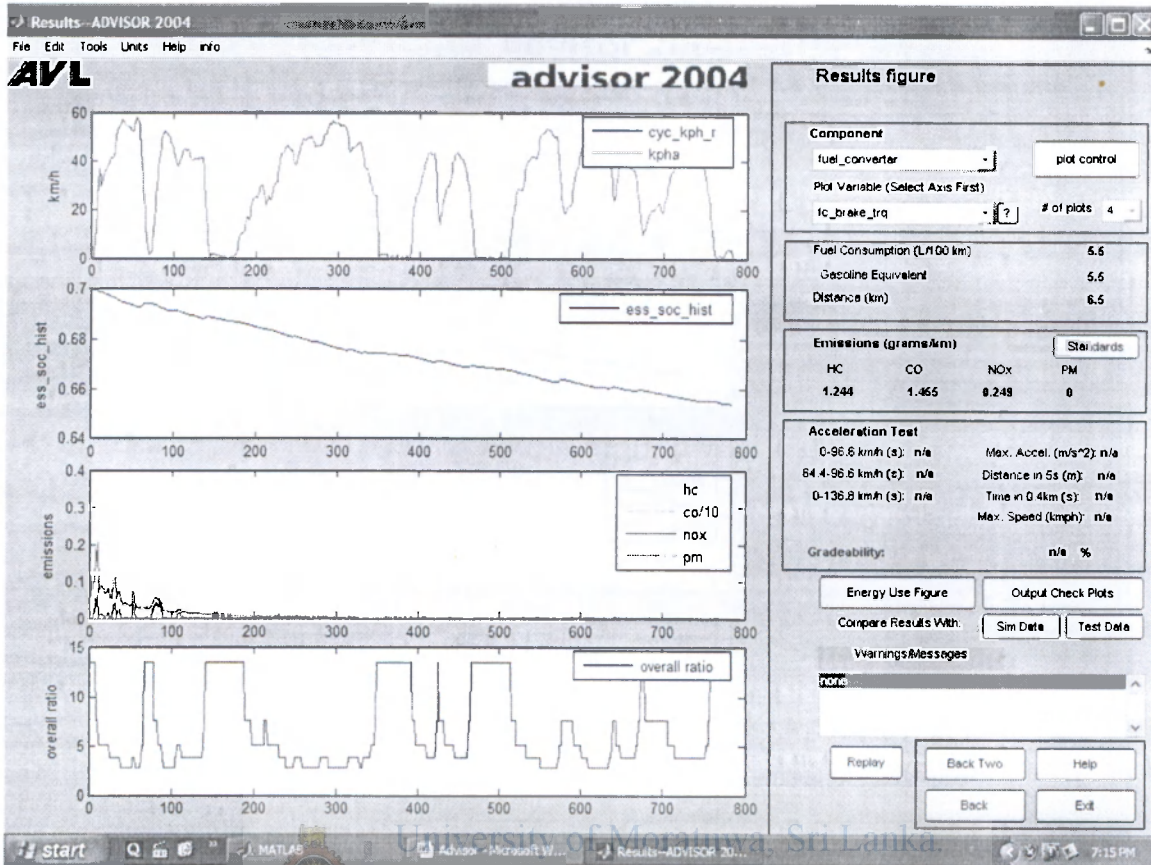 Results--ADVISOR 2004
File Edit Tools Units Help info
AVL
advisor 2004
60
40
20
0
km/h
cyc_kph_r
kpha
0 100 200 300 400 500 600 700 800
0.7
0.68
0.66
0.64
ess_soc_hist
ess_soc_hist
0 100 200 300 400 500 600 700 800
0.4
0.3
0.2
0.1
0
emissions
hc
co/10
nox
pm
0 100 200 300 400 500 600 700 800
15
10
5
0
overall ratio
overall ratio
0 100 200 300 400 500 600 700 800
Results figure
Component
fuel_converter
plot control
Plot Variable (Select Axis First)
fc_brake_trq ? # of plots 4
Fuel Consumption (L/100 km) 5.5
Gasoline Equivalent 5.5
Distance (km) 6.5
Emissions (grams/km) Standards
HC CO NOx PM
1.244 1.465 0.249 0
Acceleration Test
0-96.6 km/h (s): n/a Max. Accel. (m/s^2): n/a
64.4-96.6 km/h (s): n/a Distance in 5s (m): n/a
0-136.8 km/h (s): n/a Time in 0.4km (s): n/a
Max. Speed (kmph): n/a
Gradeability: n/a %
Energy Use Figure Output Check Plots
Compare Results With: Sim Data Test Data
Warnings/Messages
none
Replay Back Two Help
Back Exit
University of Moratuwa, Sri Lanka.
start MATLAB Advisor - Microsoft W... Results--ADVISOR 20... 7:15 PM